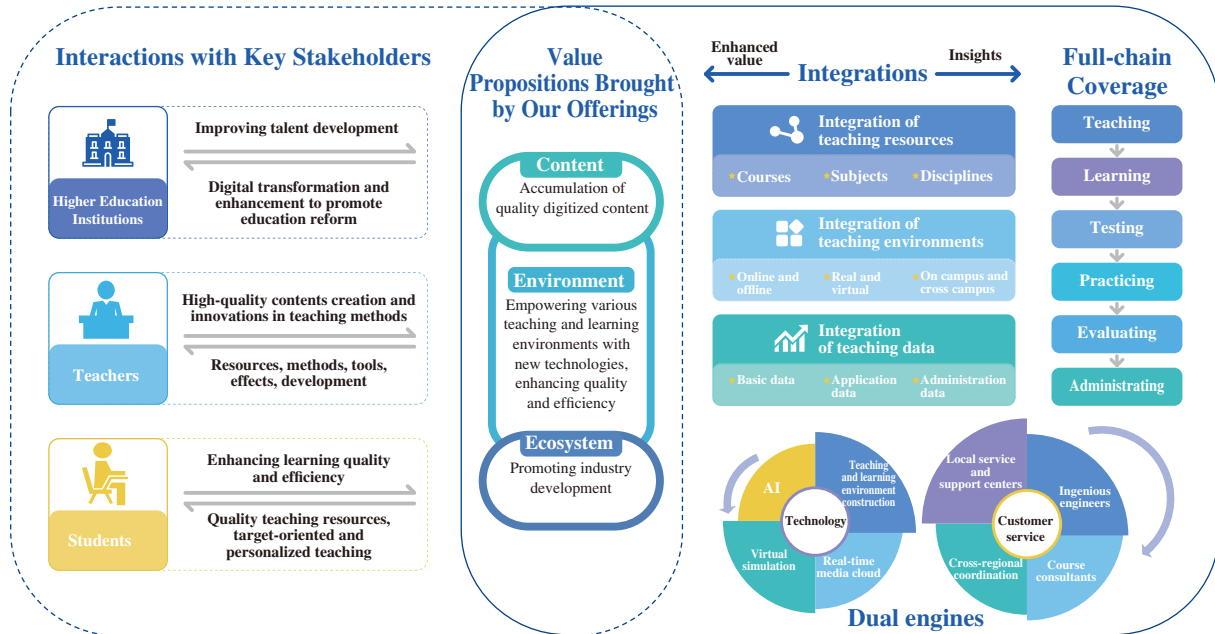 Interactions with Key Stakeholders
Higher Education
Institutions
Improving talent development
Digital transformation and
enhancement to promote
education reform
Teachers
High-quality contents creation and
innovations in teaching methods
Resources, methods, tools,
effects, development
Students
Enhancing learning quality
and efficiency
Quality teaching resources,
target-oriented and
personalized teaching
Value
Propositions Brought
by Our Offerings
Content
Accumulation of
quality digitized content
Environment
Empowering various
teaching and learning
environments with
new technologies,
enhancing quality
and efficiency
Ecosystem
Promoting industry
development
Enhanced
value
Integrations
Insights
Integration of
teaching resources
Courses
Subjects
Disciplines
Integration of
teaching environments
Online and
offline
Real and
virtual
On campus and
cross campus
Integration
of teaching data
Basic data
Application
data
Administration
data
Full-chain
Coverage
Teaching
Learning
Testing
Practicing
Evaluating
Administrating
AI
Teaching
and learning
environment
construction
Technology
Virtual
simulation
Real-time
media cloud
Local service
and
support centers
Ingenious
engineers
Customer
service
Cross-regional
coordination
Course
consultants
Dual engines